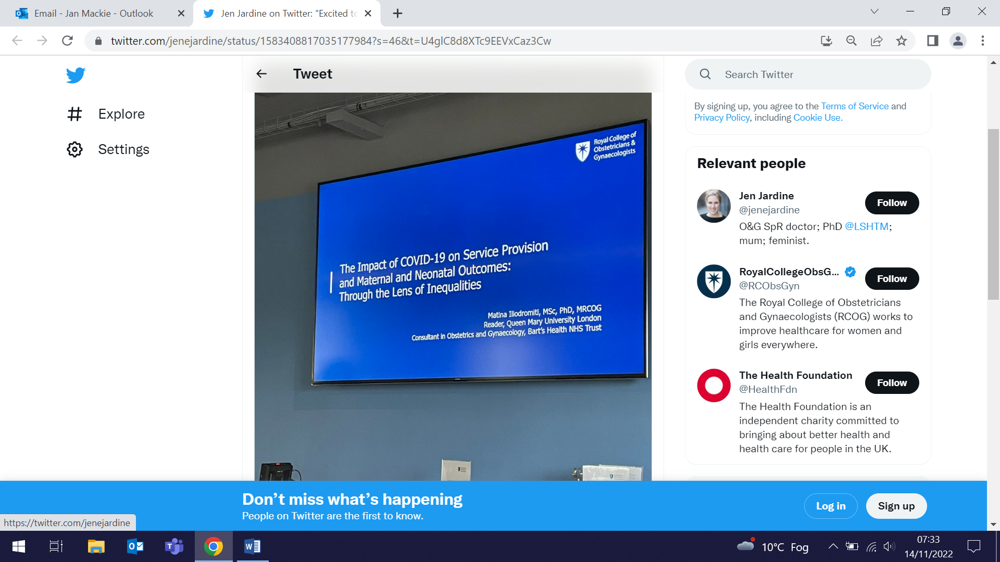 Email - Jan Mackie - Outlook
Jen Jardine on Twitter: "Excited to
twitter.com/jenejardine/status/1583408817035177984?s=46&t=U4glC8d8XTc9EEVxCaz3Cw
Explore
Settings
Tweet
Royal College of
Obstetricians &
Gynaecologists
The Impact of COVID-19 on Service Provision
and Maternal and Neonatal Outcomes:
Through the Lens of Inequalities
Matina Iliodromiti, MSc, PhD, MRCOG
Reader, Queen Mary University London
Consultant in Obstetrics and Gynaecology, Bart's Health NHS Trust
Search Twitter
By signing up, you agree to the Terms of Service and
Privacy Policy, including Cookie Use.
Relevant people
Jen Jardine
@jenejardine
Follow
O&G SpR doctor; PhD @LSHTM;
mum; feminist.
RoyalCollegeObsG...
@RCObsGyn
Follow
The Royal College of Obstetricians
and Gynaecologists (RCOG) works to
improve healthcare for women and
girls everywhere.
The Health Foundation
@HealthFdn
Follow
The Health Foundation is an
independent charity committed to
bringing about better health and
health care for people in the UK.
Don’t miss what’s happening
People on Twitter are the first to know.
Log in
Sign up
https://twitter.com/jenejardine
10°C Fog
07:33
14/11/2022